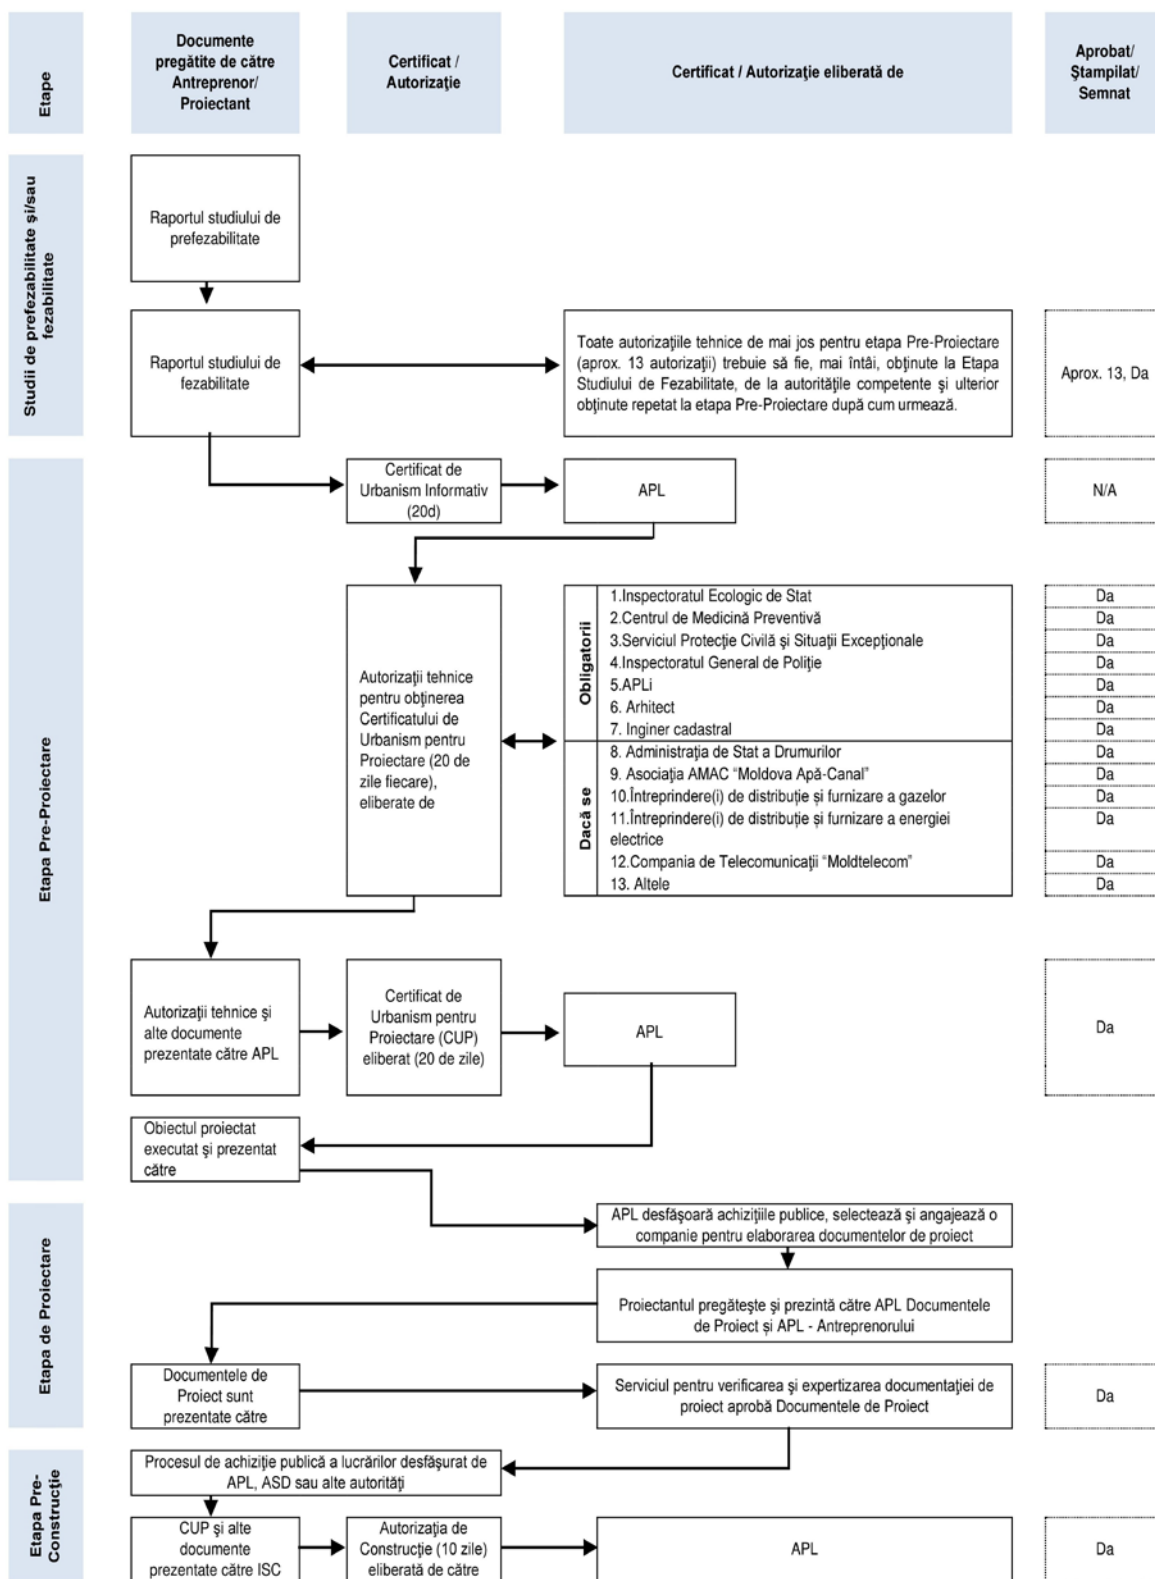 Etape
Documente
pregătite de către
Antreprenor/
Proiectant
Certificat /
Autorizaţie
Certificat / Autorizaţie eliberată de
Aprobat/
Ştampilat/
Semnat
Studii de prefezabilitate şi/sau
fezabilitate
Raportul studiului de
prefezabilitate
Raportul studiului de
fezabilitate
Toate autorizaţiile tehnice de mai jos pentru etapa Pre-Proiectare
(aprox. 13 autorizaţii) trebuie să fie, mai întâi, obţinute la Etapa
Studiului de Fezabilitate, de la autorităţile competente şi ulterior
obţinute repetat la etapa Pre-Proiectare după cum urmează.
Aprox. 13, Da
Etapa Pre-Proiectare
Certificat de
Urbanism Informativ
(20d)
APL
N/A
Autorizaţii tehnice
pentru obţinerea
Certificatului de
Urbanism pentru
Proiectare (20 de
zile fiecare),
eliberate de
Obligatorii
1.Inspectoratul Ecologic de Stat
Da
2.Centrul de Medicină Preventivă
Da
3.Serviciul Protecţie Civilă şi Situaţii Excepţionale
Da
4.Inspectoratul General de Poliţie
Da
5.APLi
Da
6. Arhitect
Da
7. Inginer cadastral
Da
Dacă se
8. Administraţia de Stat a Drumurilor
Da
9. Asociaţia AMAC “Moldova Apă-Canal”
Da
10.Întreprindere(i) de distribuție și furnizare a gazelor
Da
11.Întreprindere(i) de distribuție și furnizare a energiei
electrice
Da
12.Compania de Telecomunicaţii “Moldtelecom”
Da
13. Altele
Da
Autorizaţii tehnice şi
alte documente
prezentate către APL
Certificat de
Urbanism pentru
Proiectare (CUP)
eliberat (20 de zile)
APL
Da
Obiectul proiectat
executat şi prezentat
către
Etapa de Proiectare
APL desfăşoară achiziţiile publice, selectează şi angajează o
companie pentru elaborarea documentelor de proiect
Proiectantul pregăteşte şi prezintă către APL Documentele
de Proiect și APL - Antreprenorului
Documentele de
Proiect sunt
prezentate către
Serviciul pentru verificarea şi expertizarea documentaţiei de
proiect aprobă Documentele de Proiect
Da
Etapa Pre-
Construcţie
Procesul de achiziţie publică a lucrărilor desfăşurat de
APL, ASD sau alte autorităţi
CUP şi alte
documente
prezentate către ISC
Autorizaţia de
Construcţie (10 zile)
eliberată de către
APL
Da